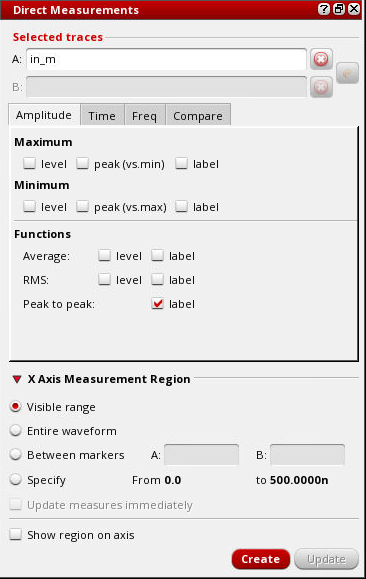 Direct Measurements
Selected traces
A: in_m
B:
Amplitude Time Freq Compare
Maximum
level peak (vs.min) label
Minimum
level peak (vs.max) label
Functions
Average: level label
RMS: level label
Peak to peak: label
X Axis Measurement Region
Visible range
Entire waveform
Between markers A: B:
Specify From 0.0 to 500.0000n
Update measures immediately
Show region on axis
Create Update